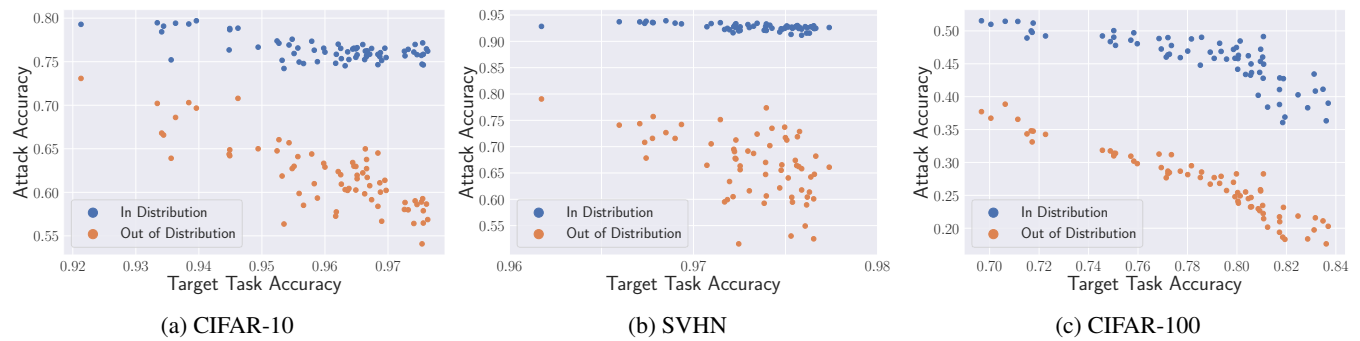 Attack Accuracy
0.80
0.75
0.70
0.65
0.60
0.55
In Distribution
Out of Distribution
0.92 0.93 0.94 0.95 0.96 0.97
Target Task Accuracy
(a) CIFAR-10
Attack Accuracy
0.95
0.90
0.85
0.80
0.75
0.70
0.65
0.60
0.55
In Distribution
Out of Distribution
0.96 0.97 0.98
Target Task Accuracy
(b) SVHN
Attack Accuracy
0.50
0.45
0.40
0.35
0.30
0.25
0.20
In Distribution
Out of Distribution
0.70 0.72 0.74 0.76 0.78 0.80 0.82 0.84
Target Task Accuracy
(c) CIFAR-100